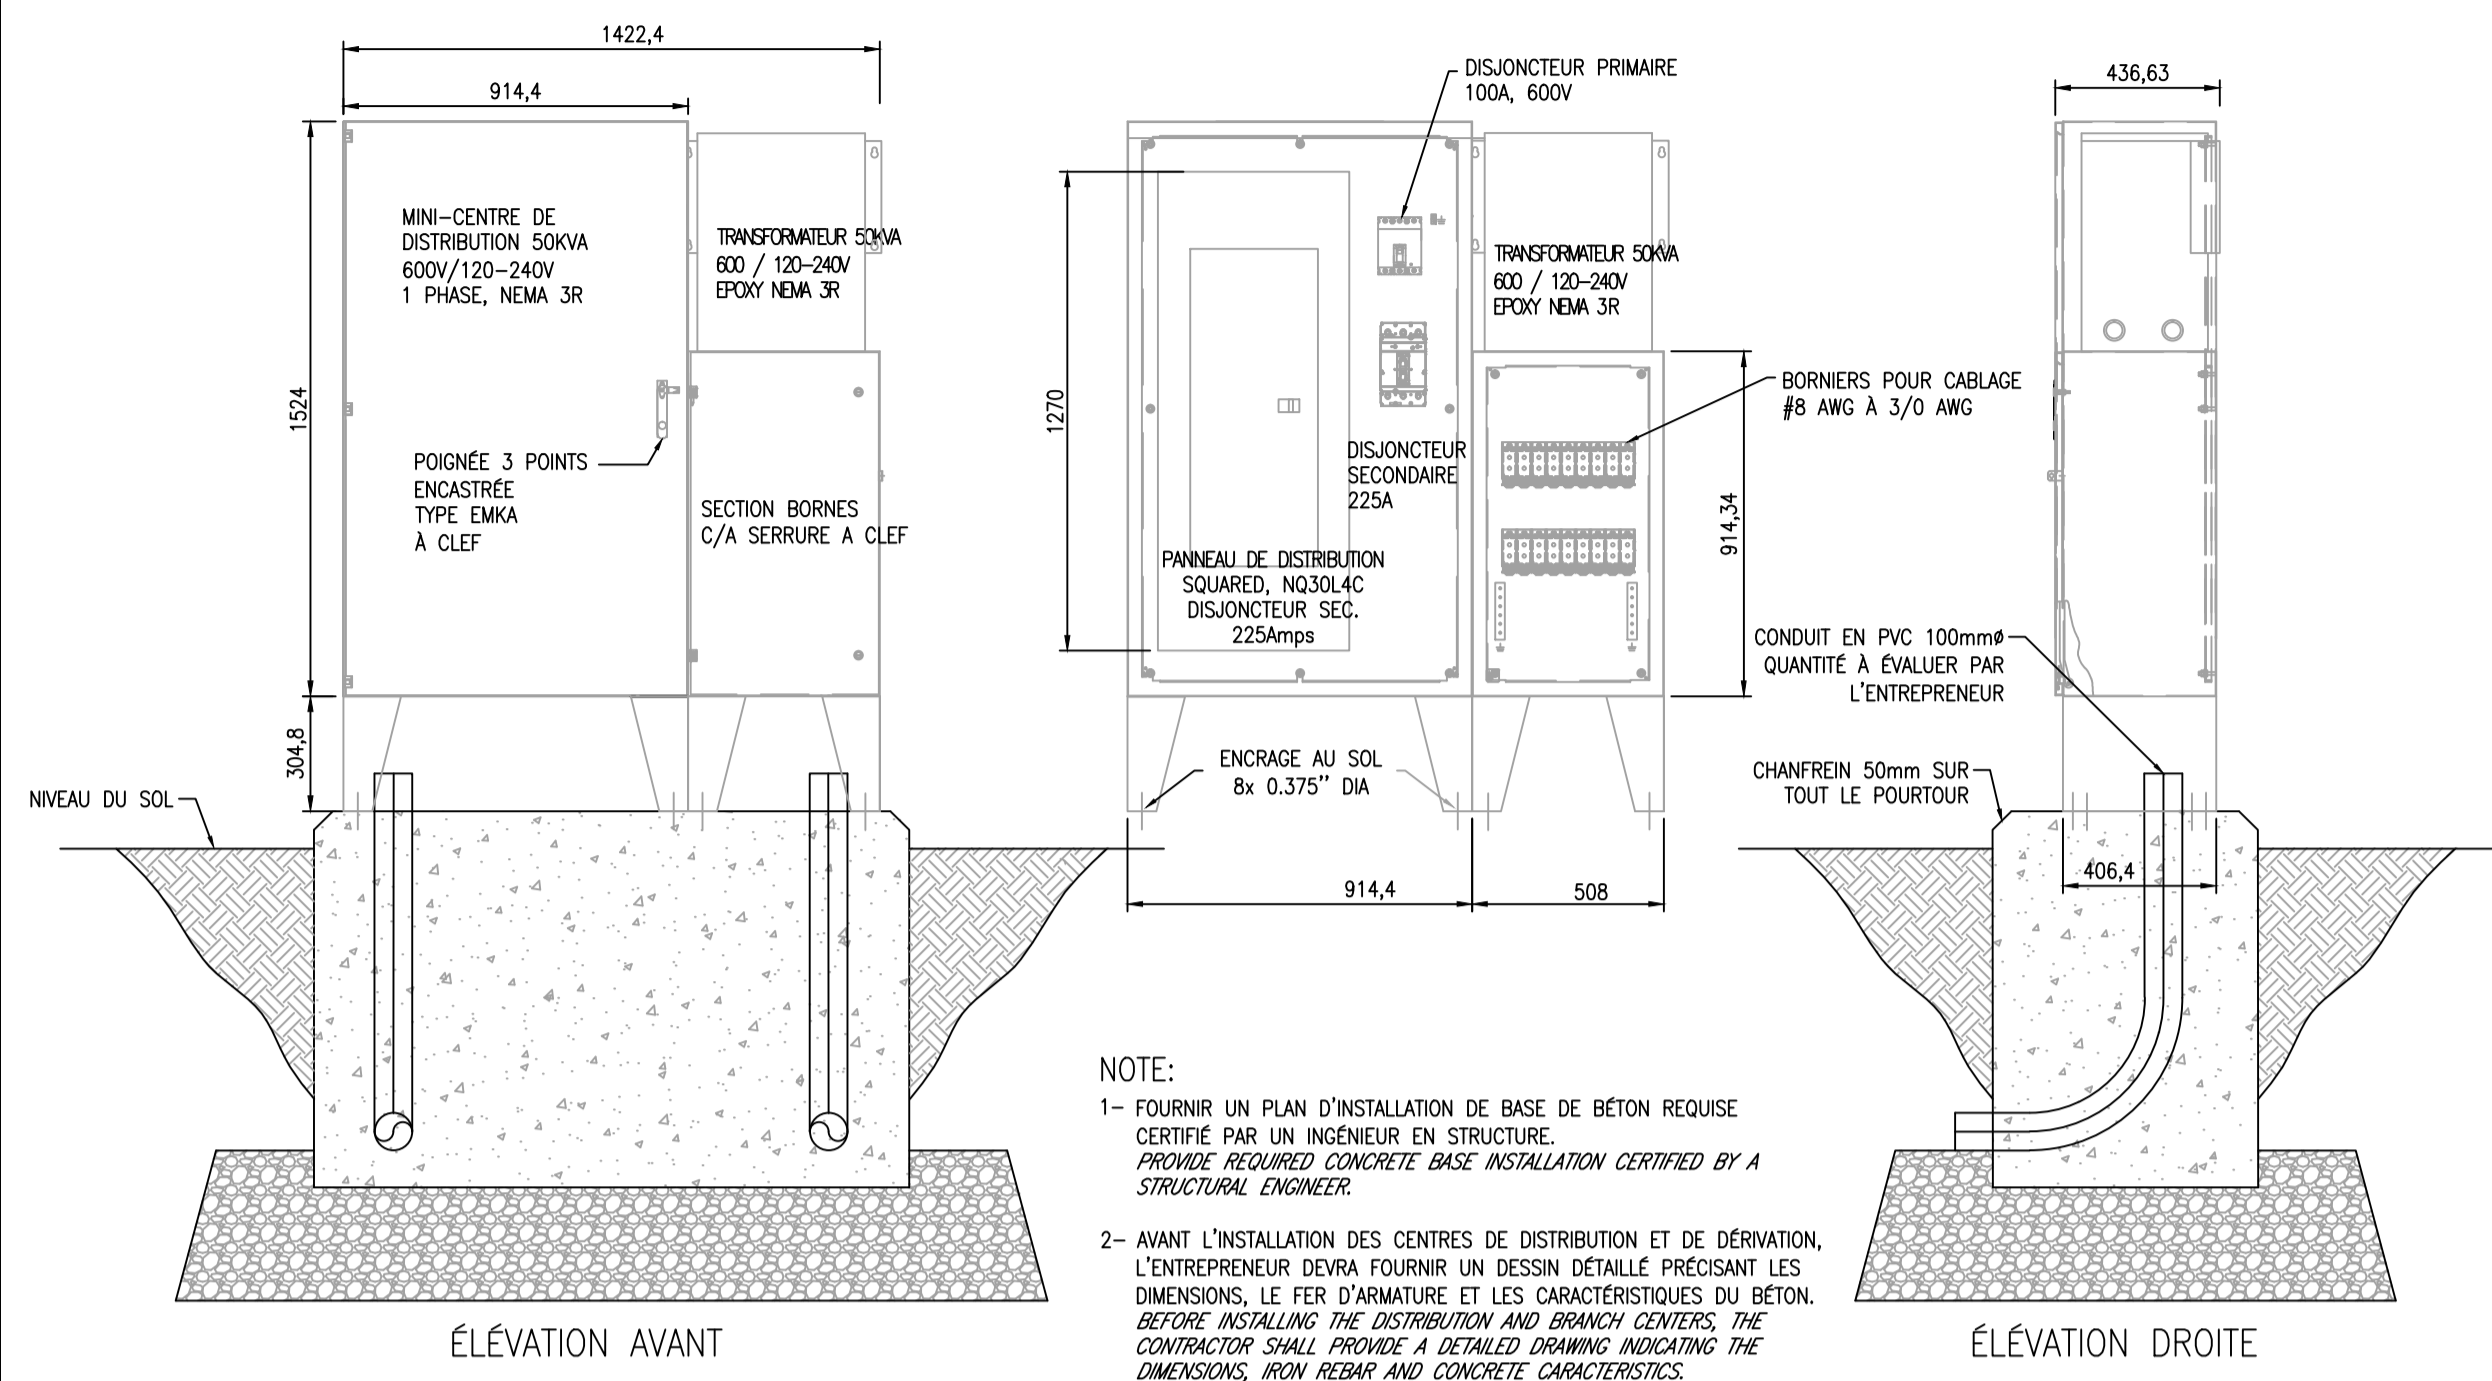 1422,4
914,4
MINI-CENTRE DE
DISTRIBUTION 50KVA
600V/120-240V
1 PHASE, NEMA 3R
TRANSFORMATEUR 50KVA
600 / 120-240V
EPOXY NEMA 3R
1524
POIGNÉE 3 POINTS
ENCASTRÉE
TYPE EMKA
À CLEF
SECTION BORNES
C/A SERRURE A CLEF
304,8
NIVEAU DU SOL
ÉLÉVATION AVANT
DISJONCTEUR PRIMAIRE
100A, 600V
TRANSFORMATEUR 50KVA
600 / 120-240V
EPOXY NEMA 3R
1270
BORNIERS POUR CABLAGE
#8 AWG À 3/0 AWG
DISJONCTEUR
SECONDAIRE
225A
914,34
PANNEAU DE DISTRIBUTION
SQUARED, NQ30L4C
DISJONCTEUR SEC.
225Amps
ENCRAGE AU SOL
8x 0.375'' DIA
914,4
508
436,63
CONDUIT EN PVC 100mmø
QUANTITÉ À ÉVALUER PAR
L'ENTREPRENEUR
CHANFREIN 50mm SUR
TOUT LE POURTOUR
406,4
ÉLÉVATION DROITE
NOTE:
1- FOURNIR UN PLAN D'INSTALLATION DE BASE DE BÉTON REQUISE
CERTIFIÉ PAR UN INGÉNIEUR EN STRUCTURE.
PROVIDE REQUIRED CONCRETE BASE INSTALLATION CERTIFIED BY A
STRUCTURAL ENGINEER.
2- AVANT L'INSTALLATION DES CENTRES DE DISTRIBUTION ET DE DÉRIVATION,
L'ENTREPRENEUR DEVRA FOURNIR UN DESSIN DÉTAILLÉ PRÉCISANT LES
DIMENSIONS, LE FER D'ARMATURE ET LES CARACTÉRISTIQUES DU BÉTON.
BEFORE INSTALLING THE DISTRIBUTION AND BRANCH CENTERS, THE
CONTRACTOR SHALL PROVIDE A DETAILED DRAWING INDICATING THE
DIMENSIONS, IRON REBAR AND CONCRETE CARACTERISTICS.